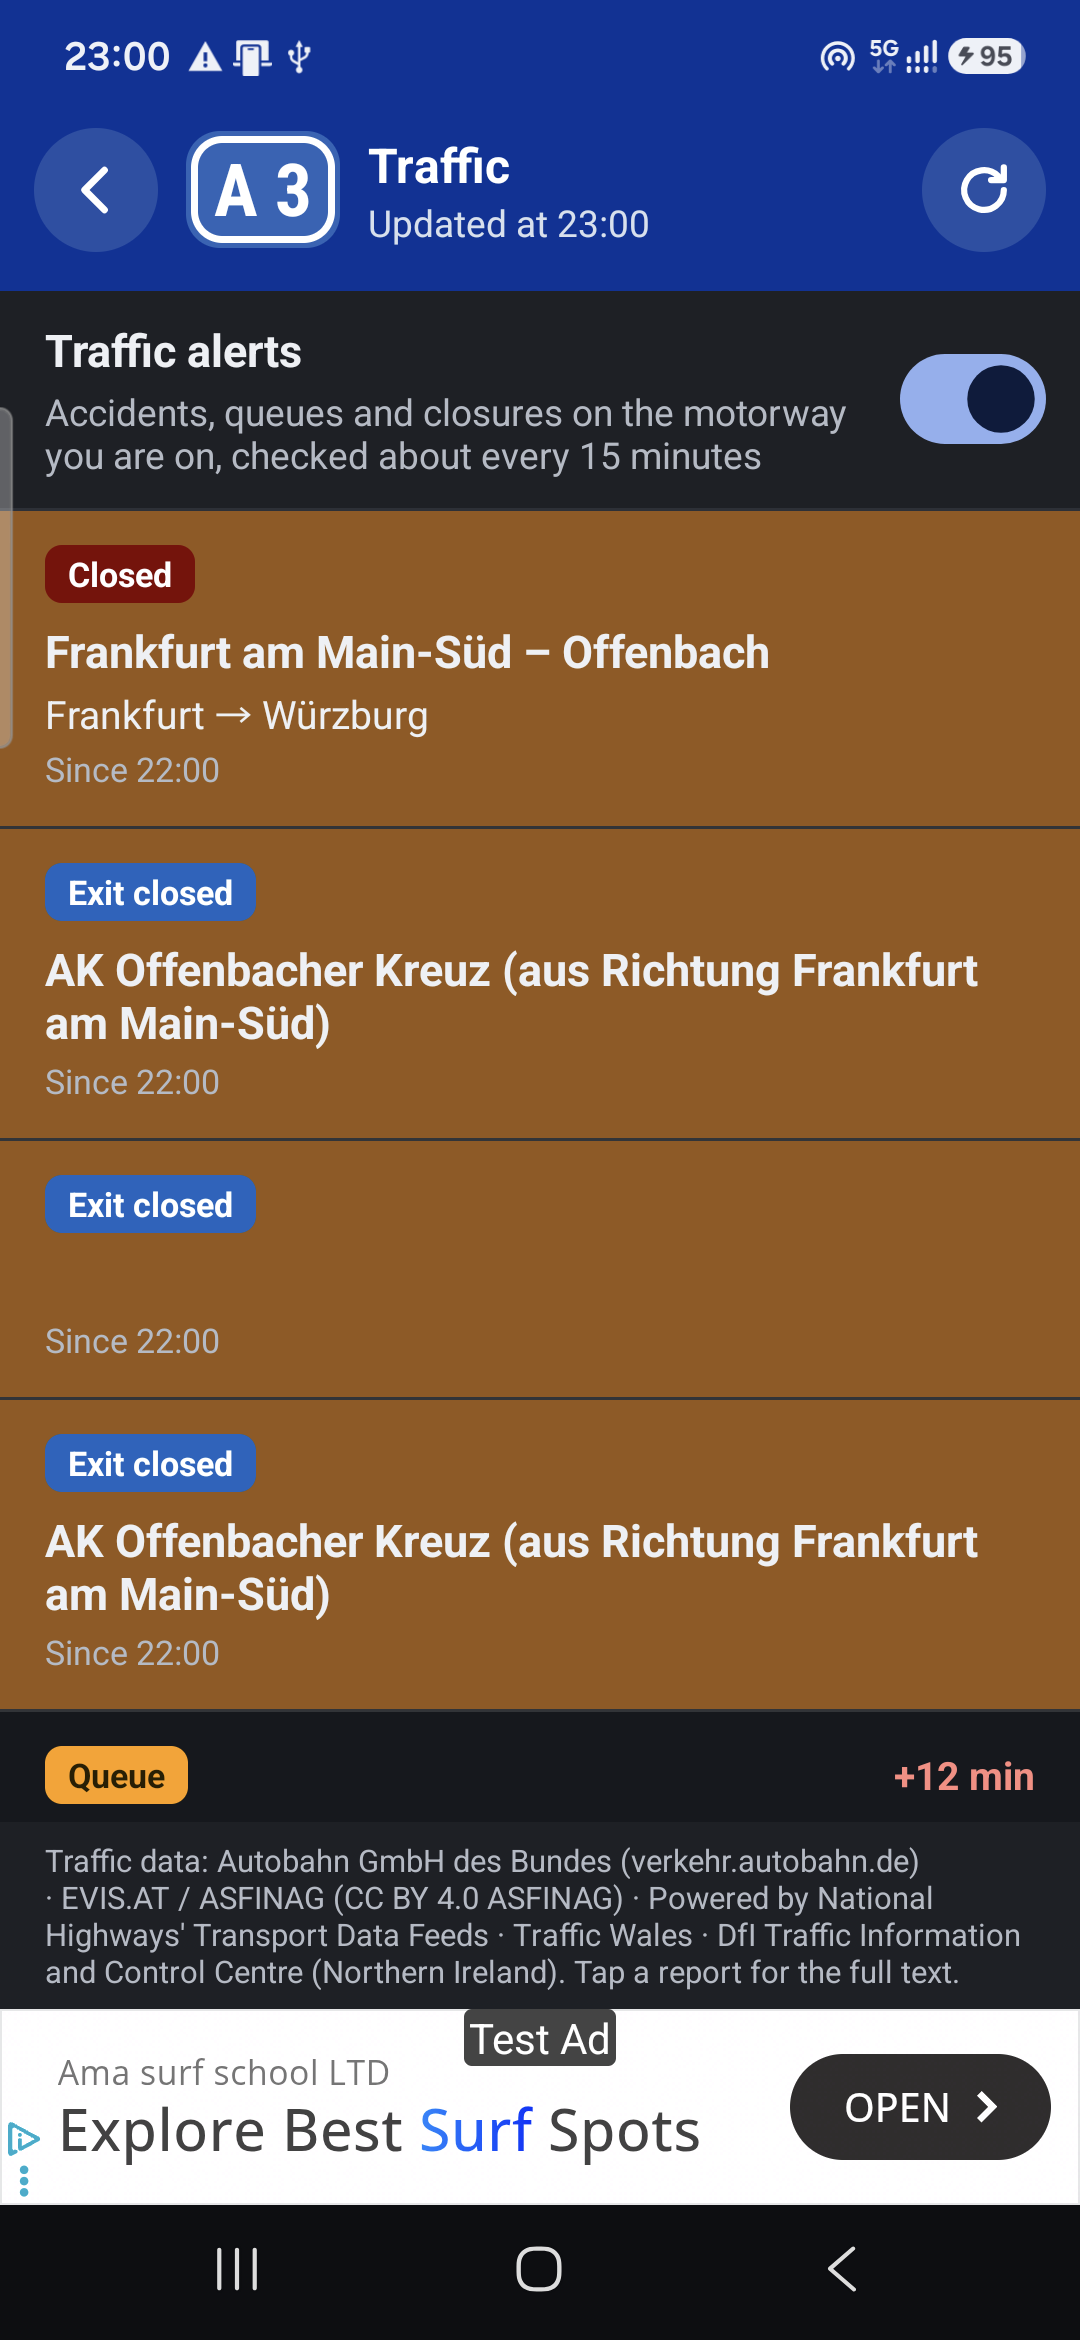 23:00
5G
95
A 3
Traffic
Updated at 23:00
Traffic alerts
Accidents, queues and closures on the motorway
you are on, checked about every 15 minutes
Closed
Frankfurt am Main-Süd – Offenbach
Frankfurt → Würzburg
Since 22:00
Exit closed
AK Offenbacher Kreuz (aus Richtung Frankfurt
am Main-Süd)
Since 22:00
Exit closed
Since 22:00
Exit closed
AK Offenbacher Kreuz (aus Richtung Frankfurt
am Main-Süd)
Since 22:00
Queue
+12 min
Traffic data: Autobahn GmbH des Bundes (verkehr.autobahn.de)
· EVIS.AT / ASFINAG (CC BY 4.0 ASFINAG) · Powered by National
Highways' Transport Data Feeds · Traffic Wales · DfI Traffic Information
and Control Centre (Northern Ireland). Tap a report for the full text.
Test Ad
Ama surf school LTD
Explore Best Surf Spots
OPEN